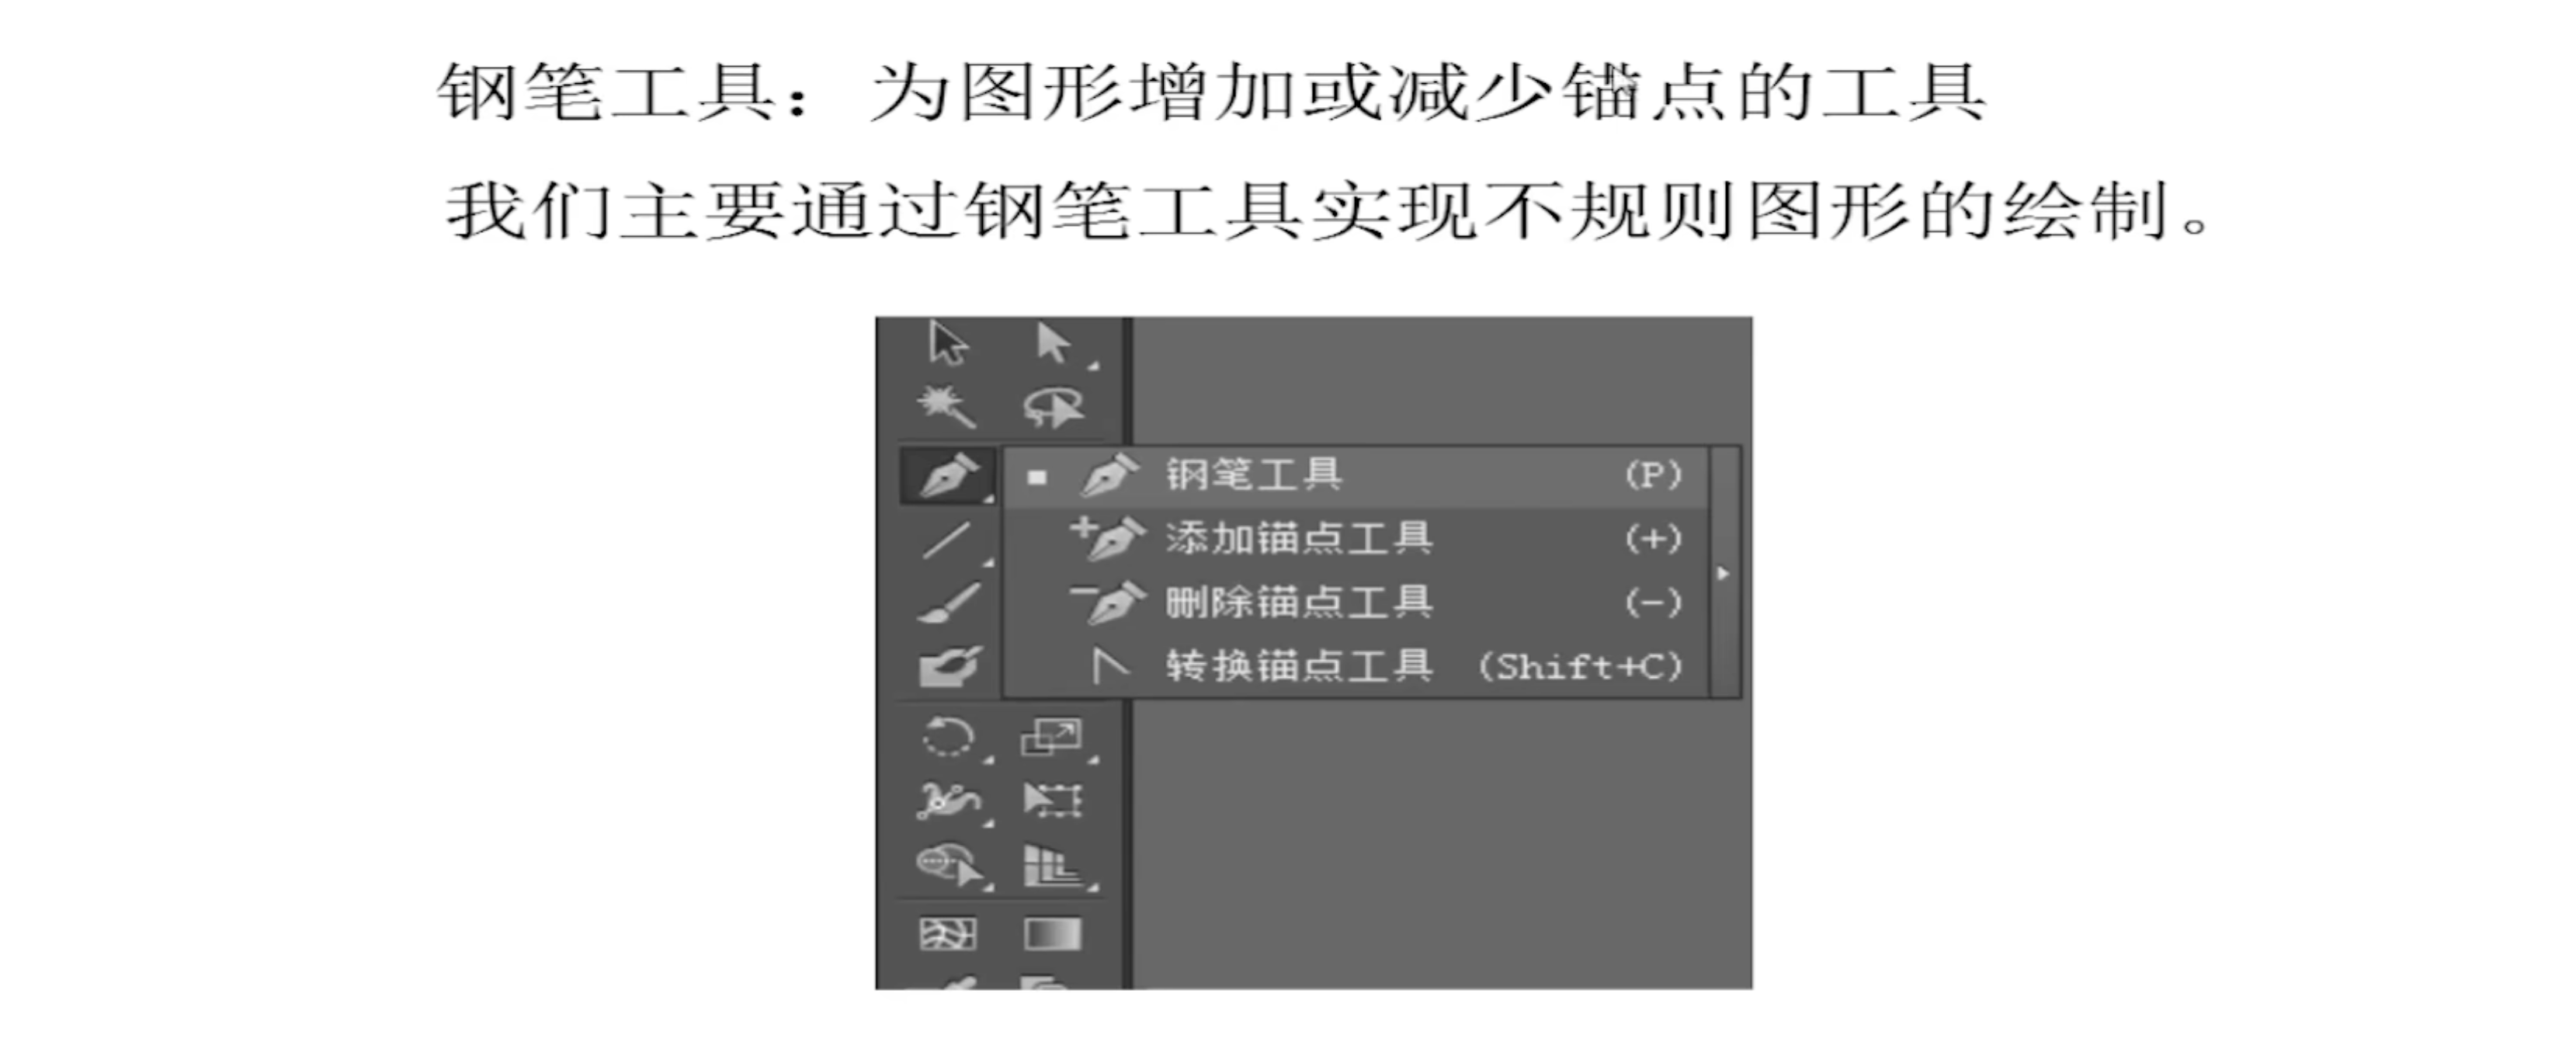 钢笔工具：为图形增加或减少锚点的工具
我们主要通过钢笔工具实现不规则图形的绘制。
钢笔工具 (P)
添加锚点工具 (+)
删除锚点工具 (-)
转换锚点工具 (Shift+C)